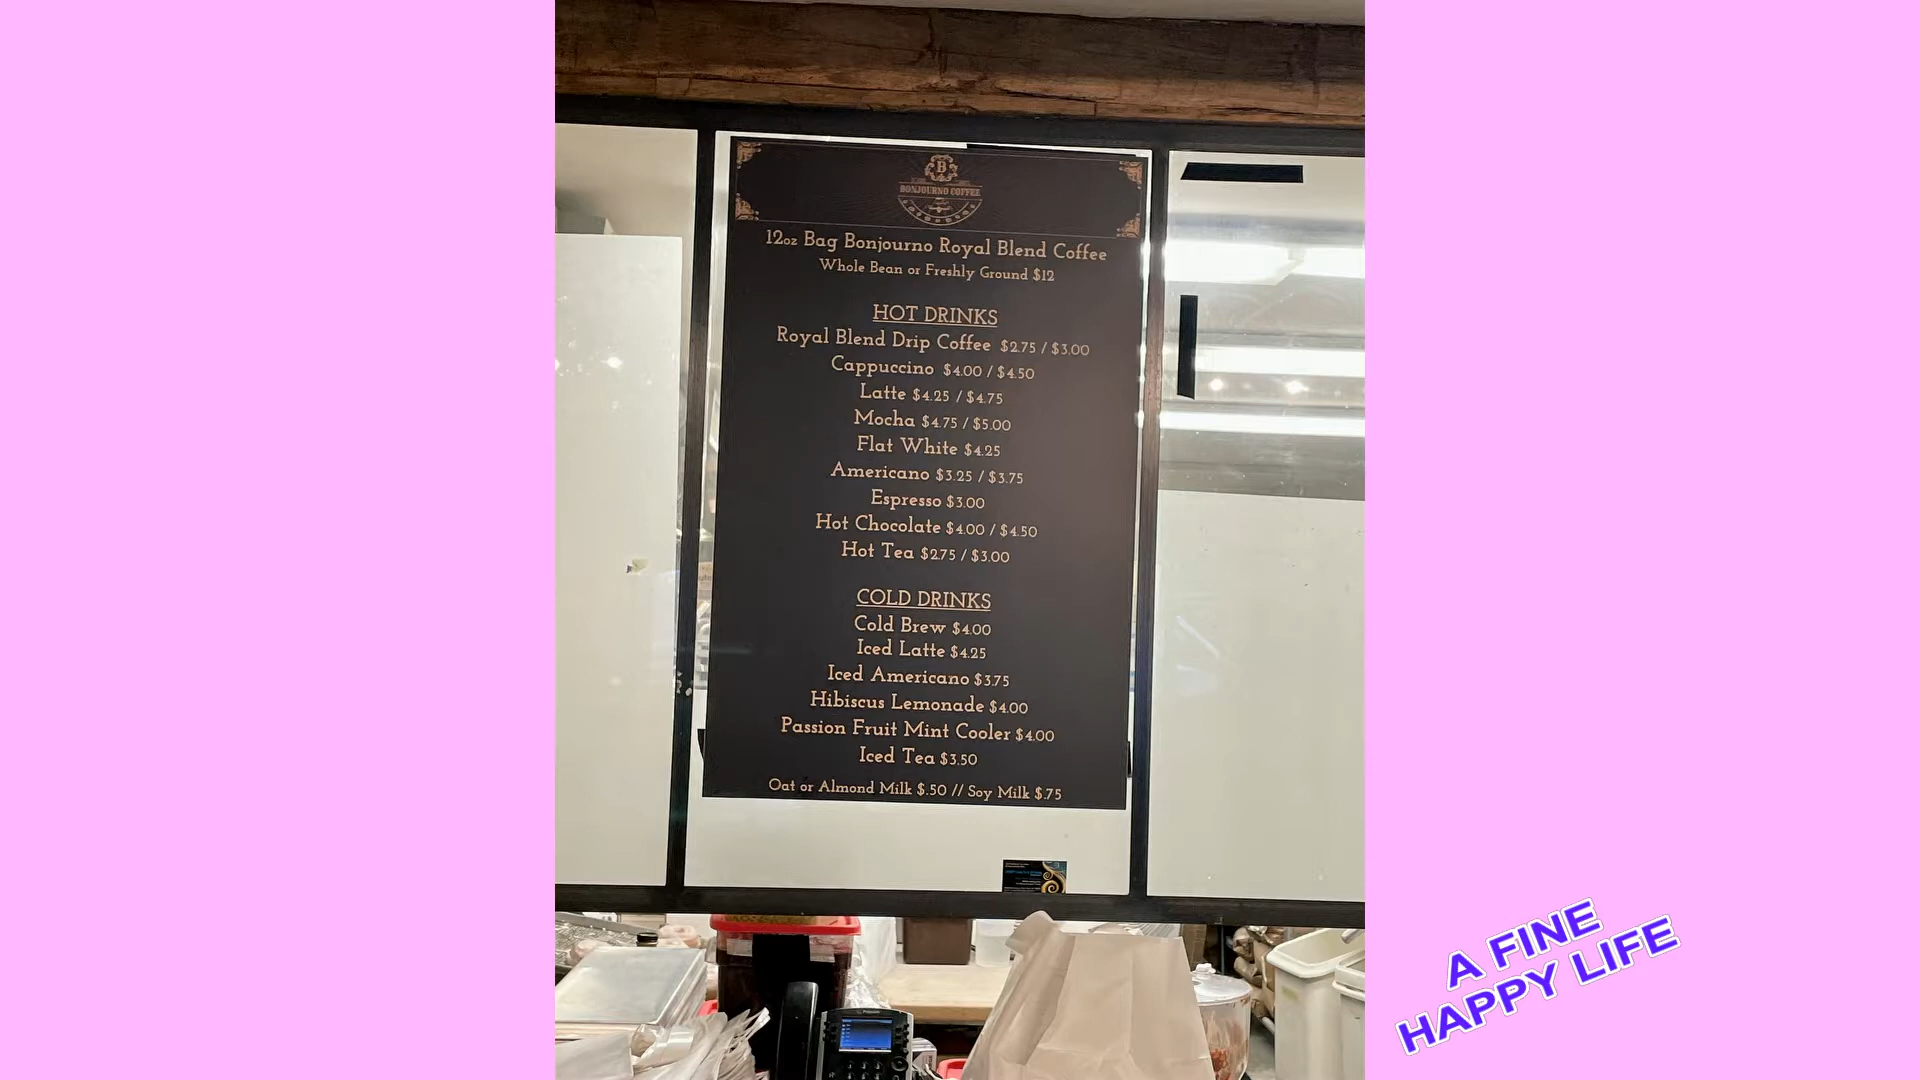 B
BONJOURNO COFFEE
12oz Bag Bonjourno Royal Blend Coffee
Whole Bean or Freshly Ground $12
HOT DRINKS
Royal Blend Drip Coffee $2.75 / $3.00
Cappuccino $4.00 / $4.50
Latte $4.25 / $4.75
Mocha $4.75 / $5.00
Flat White $4.25
Americano $3.25 / $3.75
Espresso $3.00
Hot Chocolate $4.00 / $4.50
Hot Tea $2.75 / $3.00
COLD DRINKS
Cold Brew $4.00
Iced Latte $4.25
Iced Americano $3.75
Hibiscus Lemonade $4.00
Passion Fruit Mint Cooler $4.00
Iced Tea $3.50
Oat or Almond Milk $.50 // Soy Milk $.75
A FINE
HAPPY LIFE